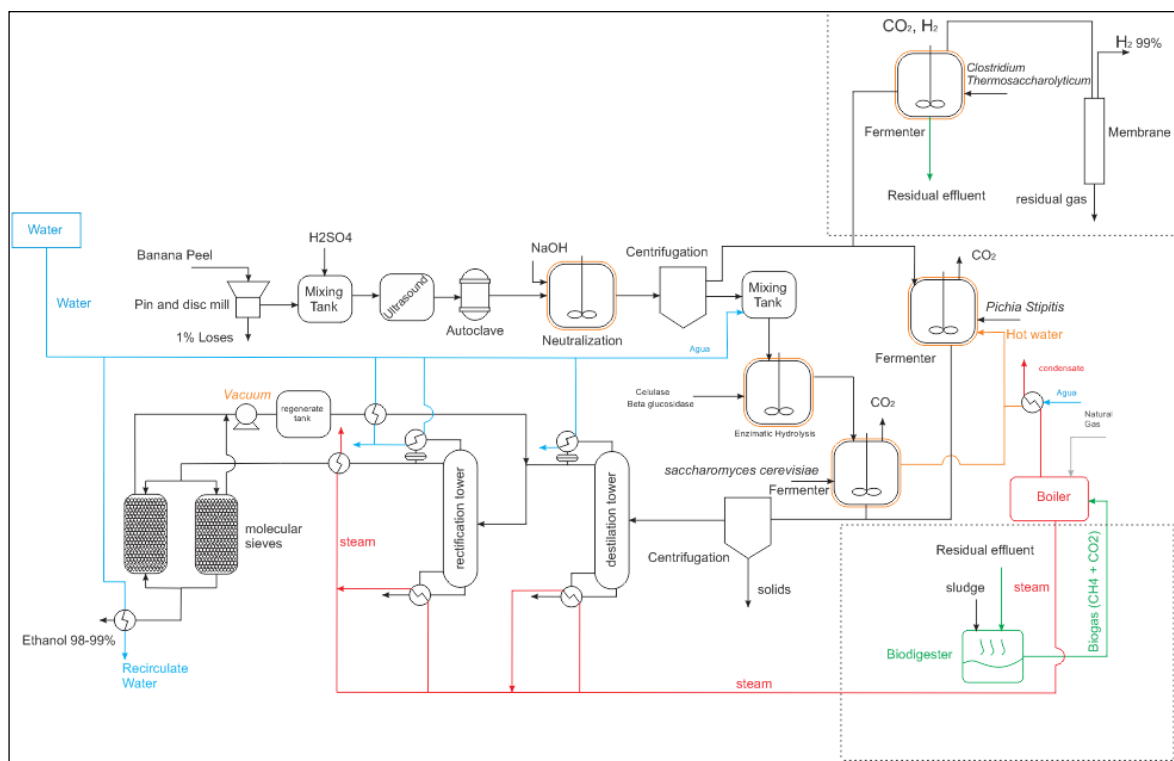 CO₂, H₂
H₂ 99%
Clostridium
Thermosaccharolyticum
Fermenter
Membrane
Residual effluent
residual gas
Water
H2SO4
NaOH
Centrifugation
CO₂
Banana Peel
Water
Pin and disc mill
Mixing
Tank
Ultrasound
Mixing
Tank
Pichia Stipitis
1% Loses
Autoclave
Neutralization
Hot water
Agua
Fermenter
condensate
Celulase
Beta glucosidase
CO₂
Agua
Vacuum
regenerate
tank
Natural
Gas
Enzimatic Hydrolysis
saccharomyces cerevisiae
Fermenter
Boiler
molecular
sieves
steam
rectification tower
destilation tower
Centrifugation
Residual effluent
solids
sludge
steam
Biogas (CH4 + CO2)
Ethanol 98-99%
Biodigester
Recirculate
Water
steam